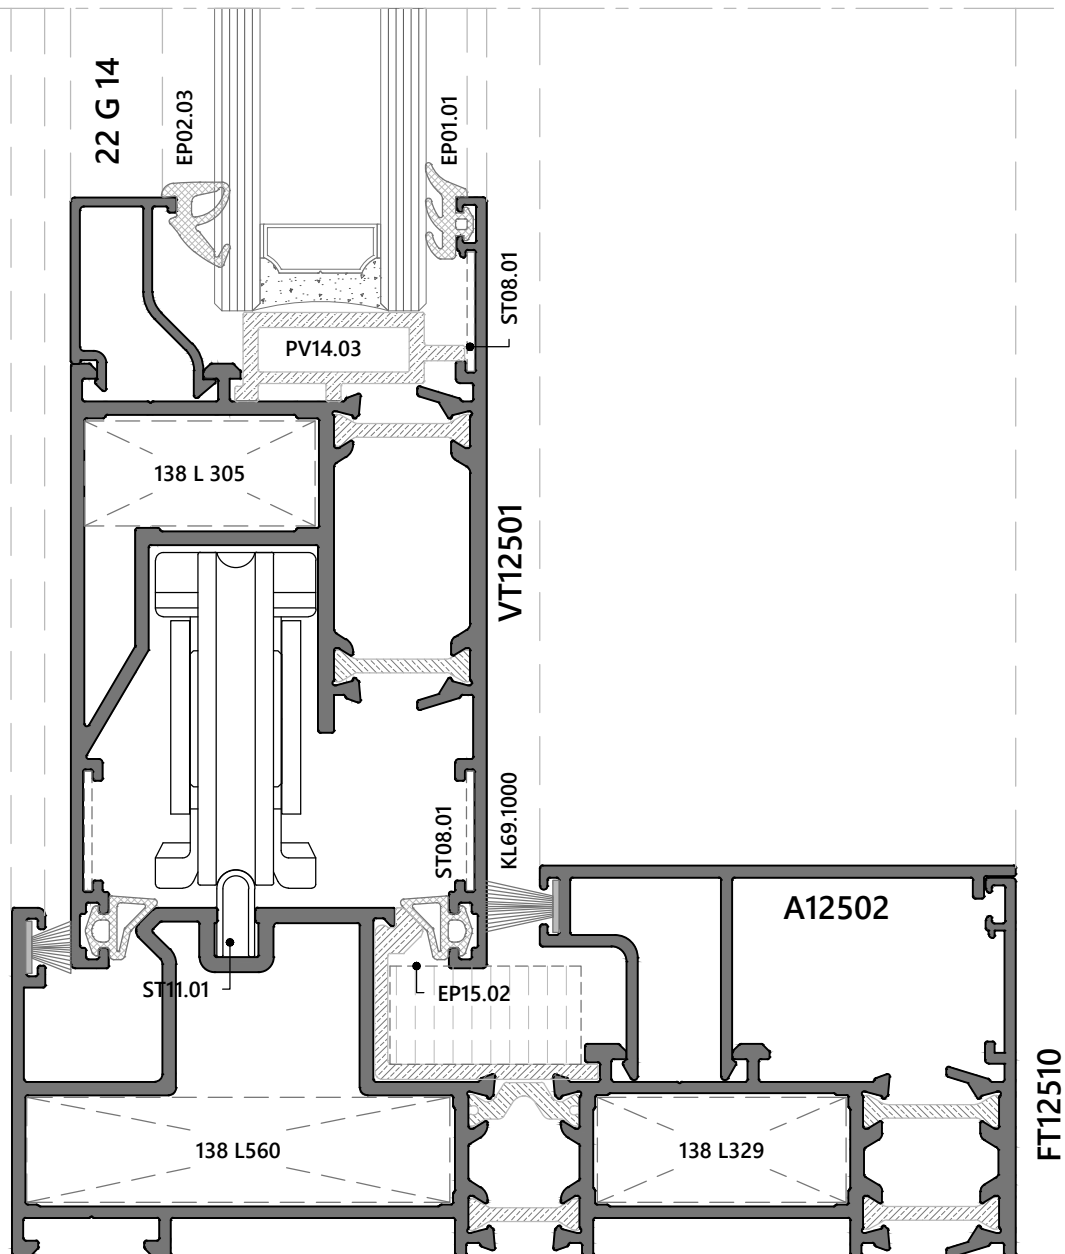 22 G 14
EP02.03
EP01.01
ST08.01
PV14.03
138 L 305
VT12501
ST08.01
KL69.1000
A12502
ST11.01
EP15.02
FT12510
138 L560
138 L329